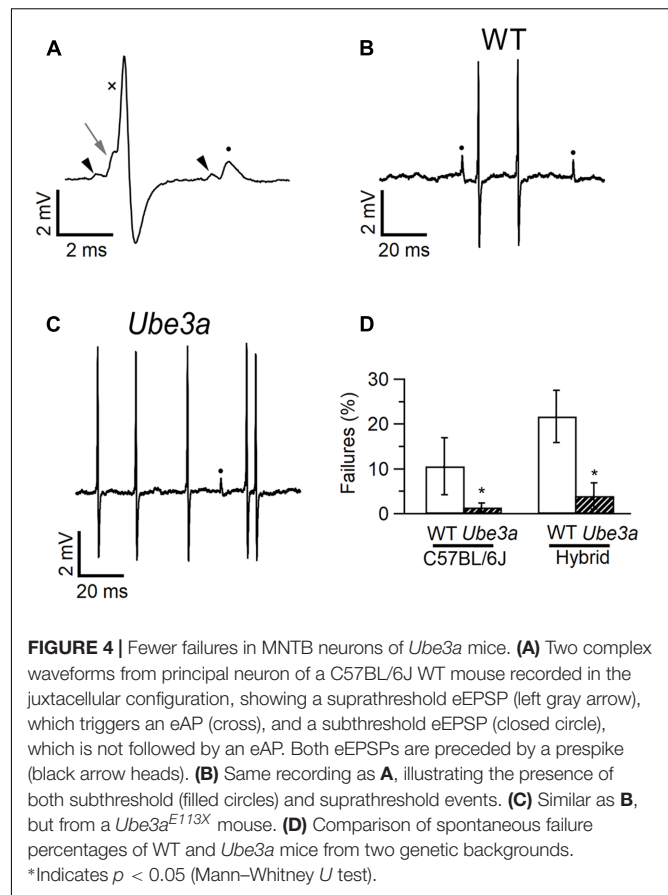 A
×
•
2 mV
2 ms
B
WT
•
•
2 mV
20 ms
C
Ube3a
•
2 mV
20 ms
D
Failures (%)
30
20
10
0
*
*
WT Ube3a WT Ube3a
C57BL/6J Hybrid
FIGURE 4 | Fewer failures in MNTB neurons of Ube3a mice. (A) Two complex
waveforms from principal neuron of a C57BL/6J WT mouse recorded in the
juxtacellular configuration, showing a suprathreshold eEPSP (left gray arrow),
which triggers an eAP (cross), and a subthreshold eEPSP (closed circle),
which is not followed by an eAP. Both eEPSPs are preceded by a prespike
(black arrow heads). (B) Same recording as A, illustrating the presence of
both subthreshold (filled circles) and suprathreshold events. (C) Similar as B,
but from a Ube3aE113X mouse. (D) Comparison of spontaneous failure
percentages of WT and Ube3a mice from two genetic backgrounds.
*Indicates p < 0.05 (Mann–Whitney U test).